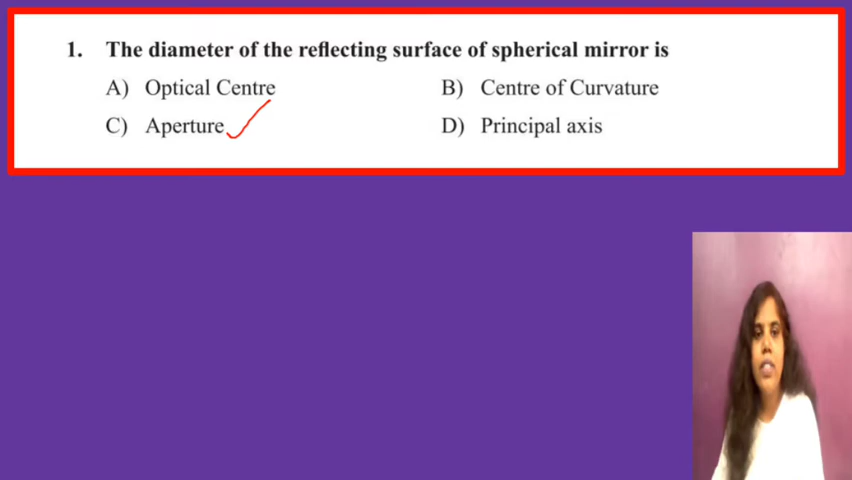 1. The diameter of the reflecting surface of spherical mirror is
A) Optical Centre B) Centre of Curvature
C) Aperture D) Principal axis